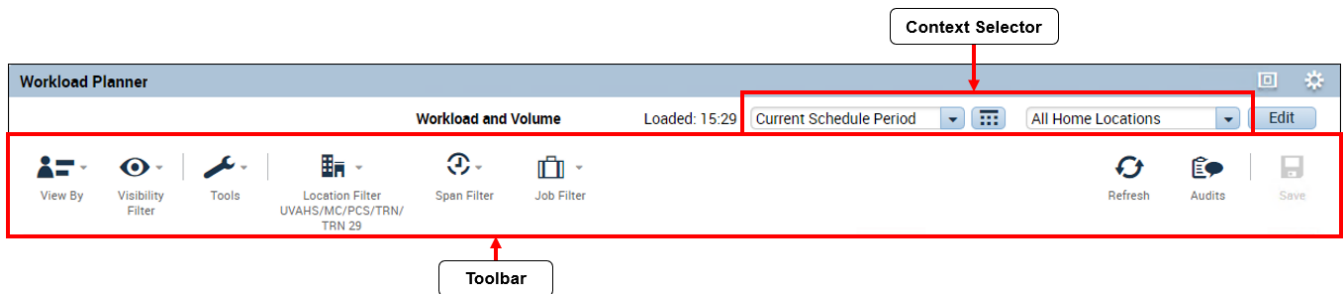 Context Selector
Workload Planner
Workload and Volume Loaded: 15:29 Current Schedule Period All Home Locations Edit
View By Visibility Filter Tools Location Filter UVAHS/MC/PCS/TRN/ TRN 29 Span Filter Job Filter Refresh Audits Save
Toolbar